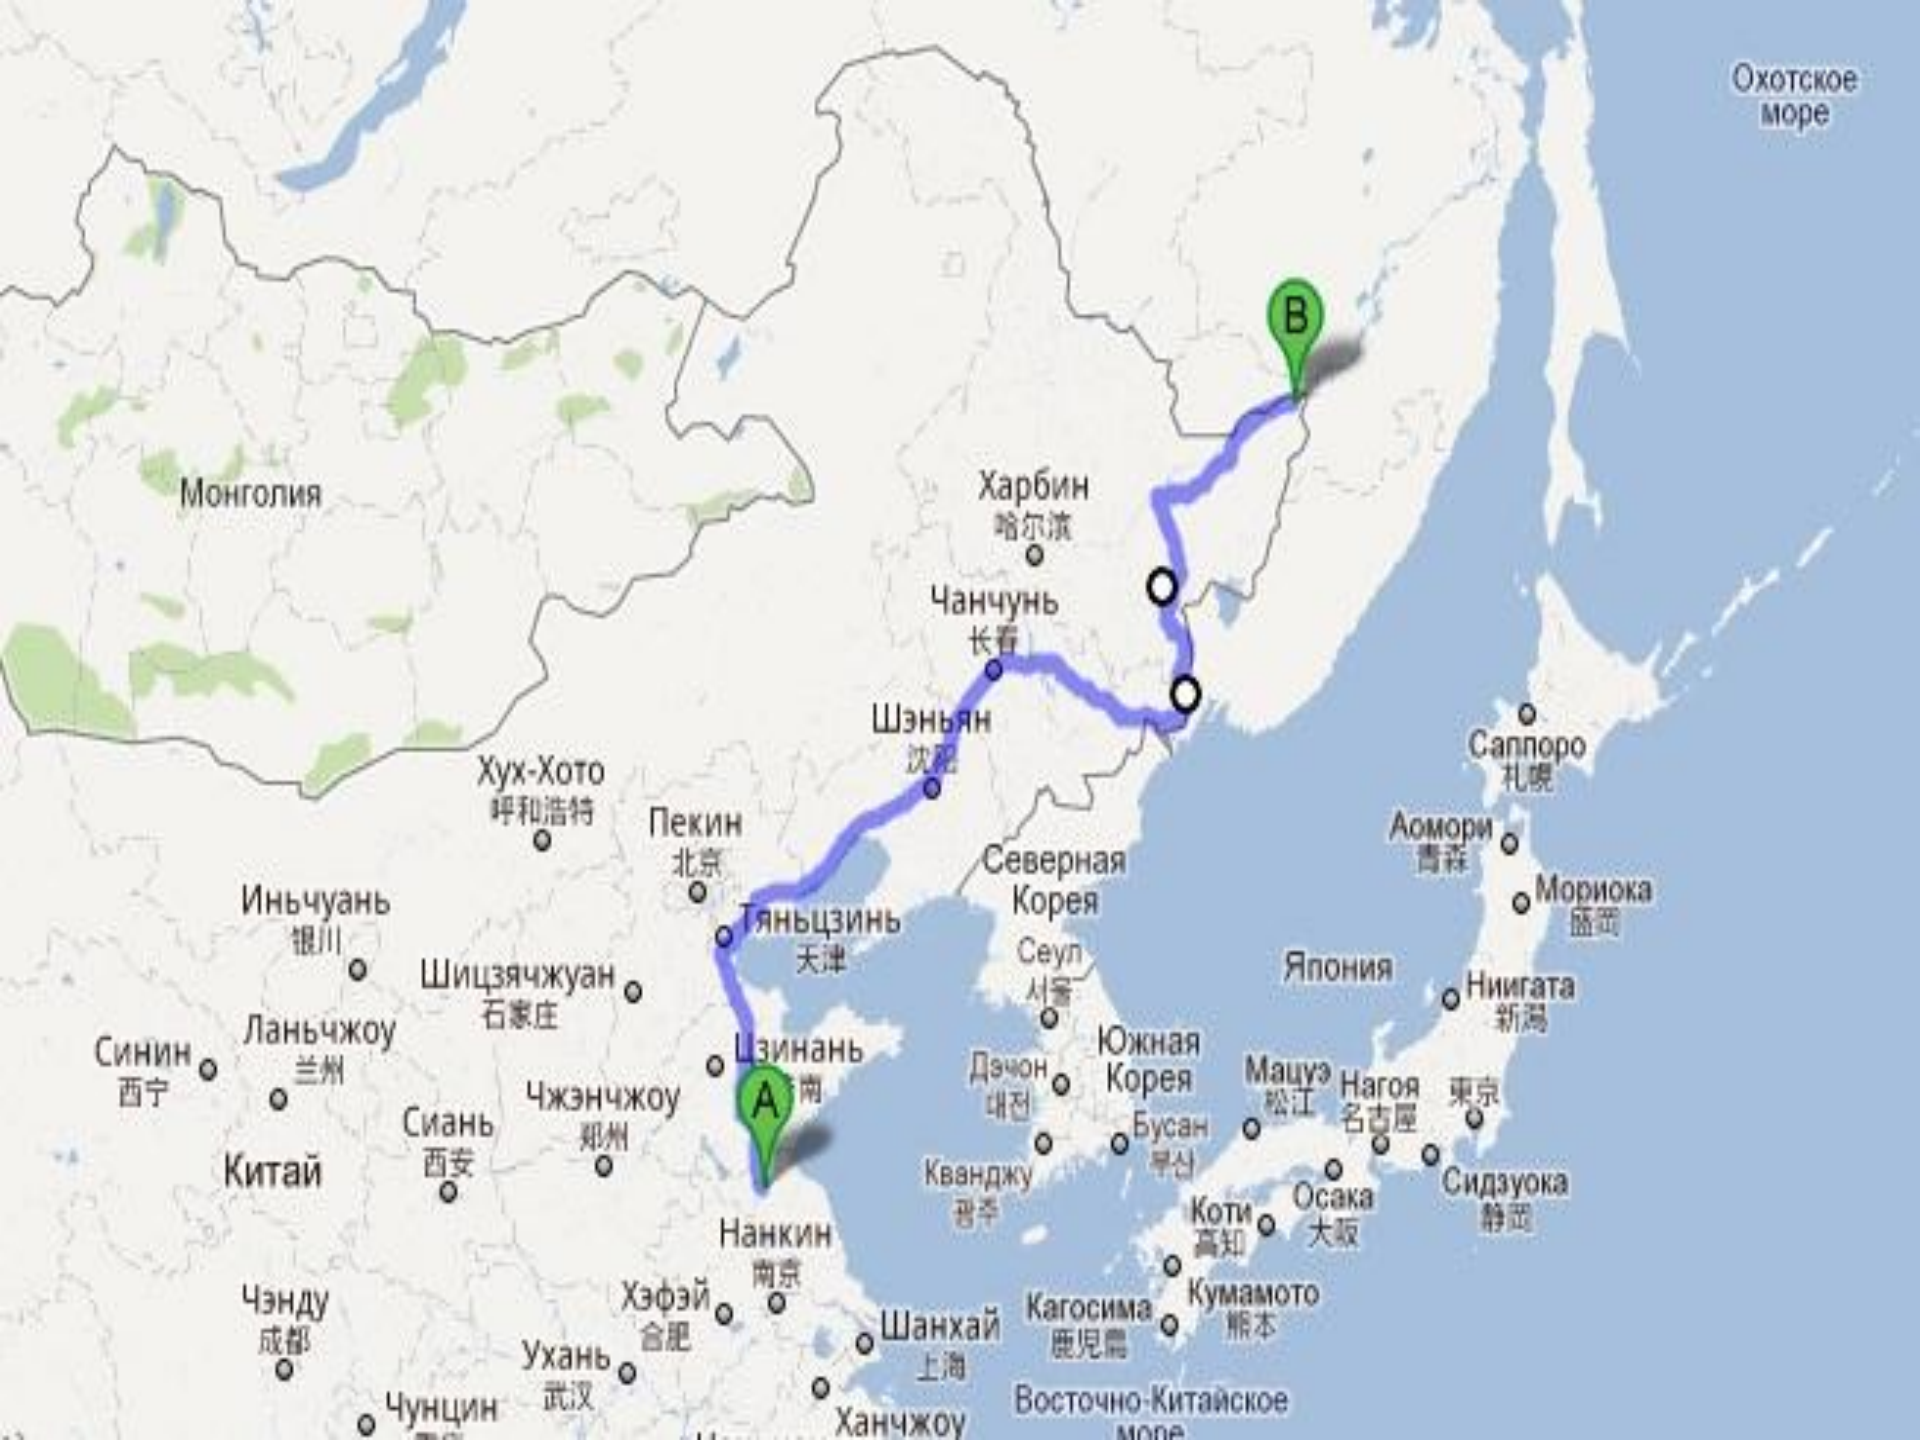 Охотское
море
B
Монголия
Харбин
哈尔滨
Чанчунь
长春
Шэньян
沈阳
Хух-Хото
呼和浩特
Пекин
北京
Саппоро
札幌
Аомори
青森
Мориока
盛岡
Северная
Корея
Иньчуань
银川
Тяньцзинь
天津
Шицзячжуан
石家庄
Сеул
서울
Япония
Ниигата
新潟
Синин
西宁
Ланьчжоу
兰州
Цзинань
南
A
Южная
Корея
Дэчон
대전
Мацуэ
松江
Нагоя
名古屋
東京
Чжэнчжоу
郑州
Сиань
西安
Бусан
부산
Китай
Кванджу
광주
Осака
大阪
Сидзуока
静岡
Коти
高知
Нанкин
南京
Чэнду
成都
Хэфэй
合肥
Шанхай
上海
Кагосима
鹿児島
Кумамото
熊本
Ухань
武汉
Чунцин
Ханчжоу
Восточно-Китайское
море